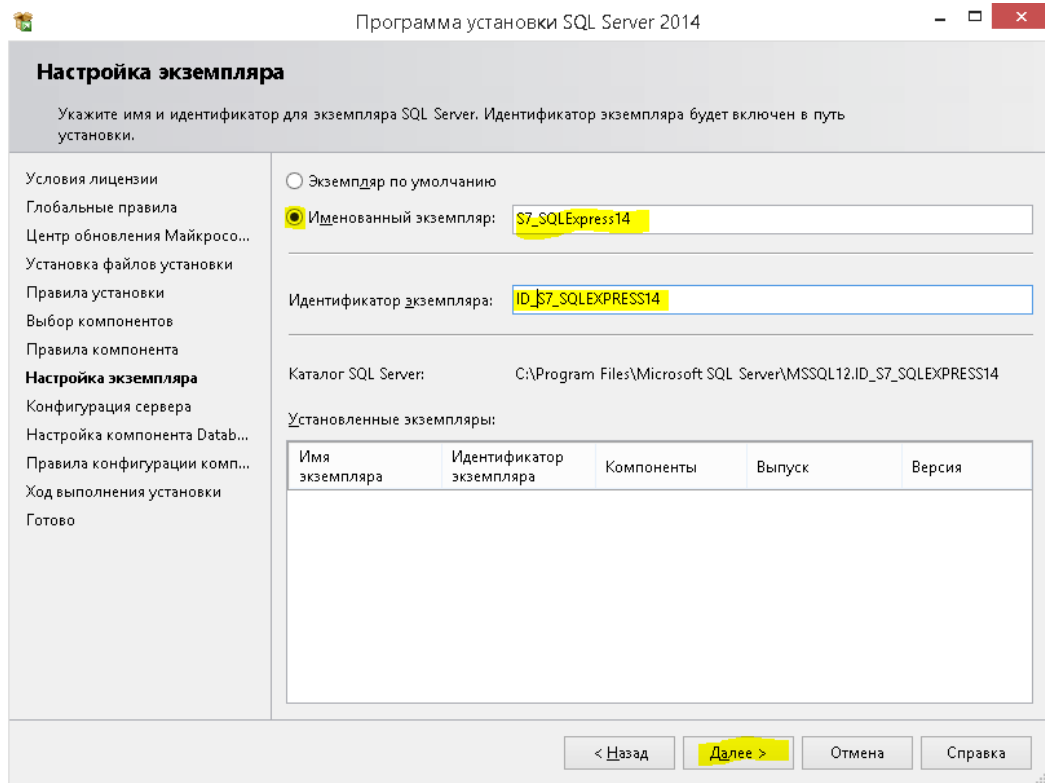 Программа установки SQL Server 2014
Настройка экземпляра
Укажите имя и идентификатор для экземпляра SQL Server. Идентификатор экземпляра будет включен в путь
установки.
Условия лицензии
Глобальные правила
Центр обновления Майкросо...
Установка файлов установки
Правила установки
Выбор компонентов
Правила компонента
Настройка экземпляра
Конфигурация сервера
Настройка компонента Datab...
Правила конфигурации комп...
Ход выполнения установки
Готово
Экземпляр по умолчанию
Именованный экземпляр: S7_SQLExpress14
Идентификатор экземпляра: ID_S7_SQLEXPRESS14
Каталог SQL Server: C:\Program Files\Microsoft SQL Server\MSSQL12.ID_S7_SQLEXPRESS14
Установленные экземпляры:
Имя экземпляра Идентификатор экземпляра Компоненты Выпуск Версия
< Назад Далее > Отмена Справка